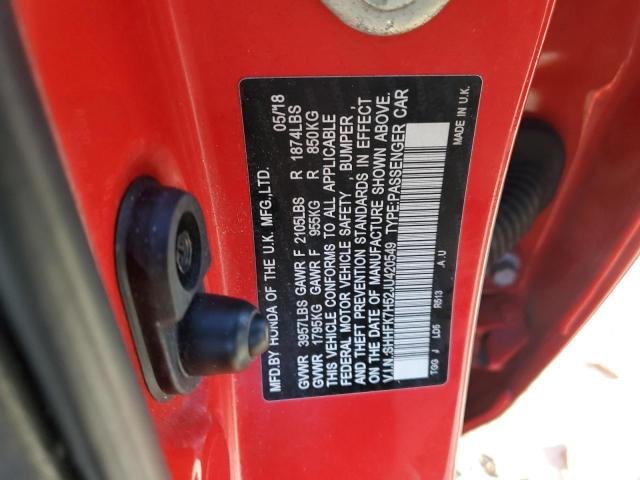 MFD.BY HONDA OF THE U.K. MFG.,LTD. 05/18
GVWR 3957LBS GAWR F 2105LBS R 1874LBS
GVWR 1795KG GAWR F 955KG R 850KG
THIS VEHICLE CONFORMS TO ALL APPLICABLE
FEDERAL MOTOR VEHICLE SAFETY , BUMPER ,
AND THEFT PREVENTION STANDARDS IN EFFECT
ON THE DATE OF MANUFACTURE SHOWN ABOVE.
V.I.N.:SHHFK7H52JU420549 TYPE:PASSENGER CAR
TGG J LD5 R513 .A.U MADE IN U.K.